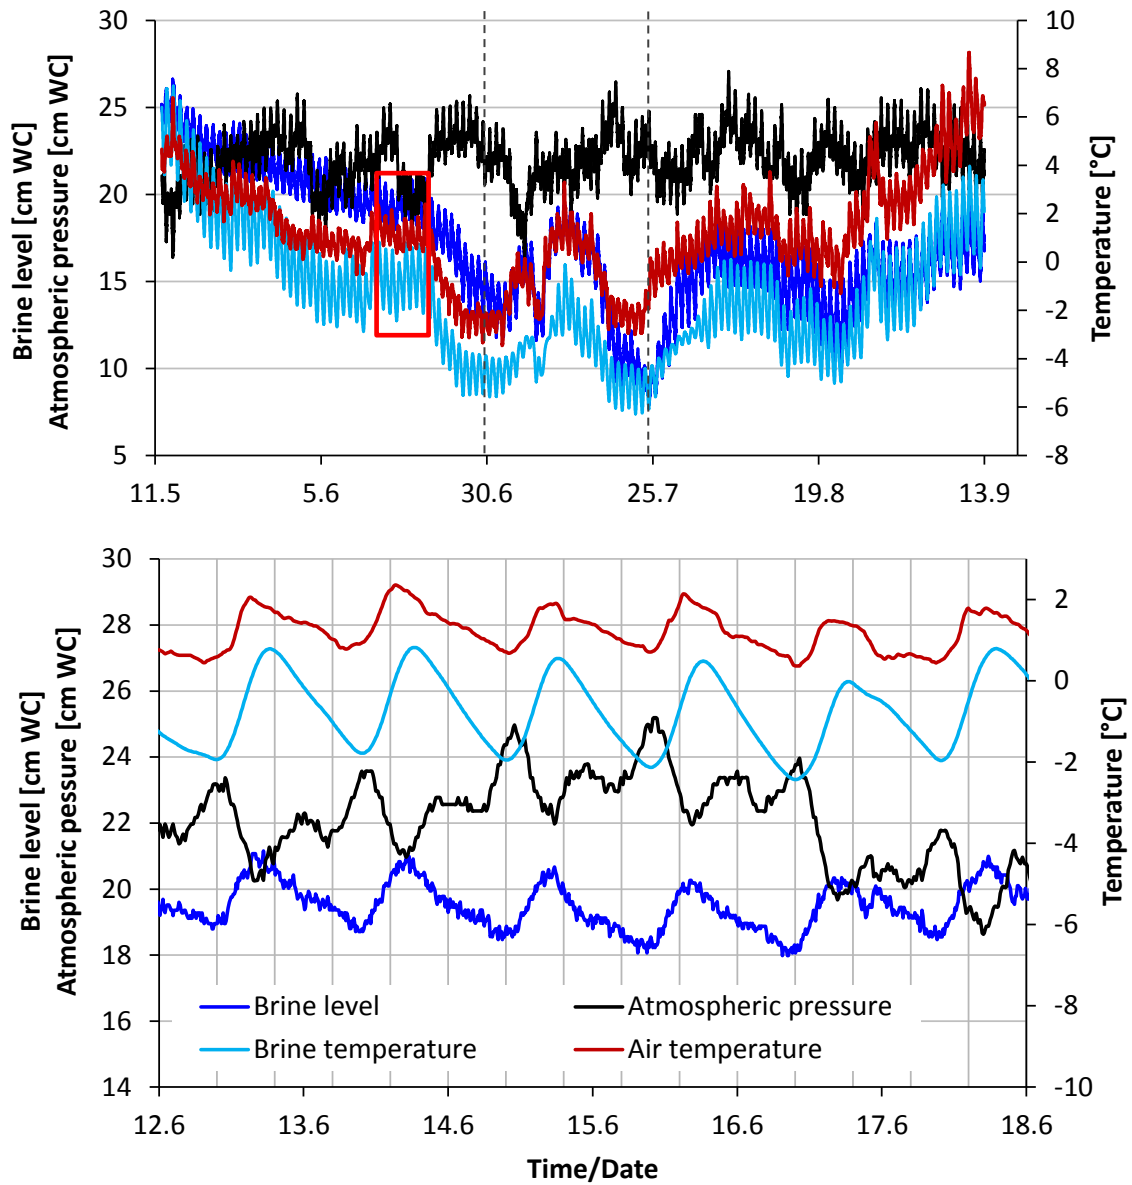 30
25
20
15
10
5
Brine level [cm WC]
Atmospheric pressure [cm WC]
10
8
6
4
2
0
-2
-4
-6
-8
Temperature [°C]
11.5 5.6 30.6 25.7 19.8 13.9
30
28
26
24
22
20
18
16
14
Brine level [cm WC]
Atmospheric pessure [cm WC]
2
0
-2
-4
-6
-8
-10
Temperature [°C]
Brine level Atmospheric pressure
Brine temperature Air temperature
12.6 13.6 14.6 15.6 16.6 17.6 18.6
Time/Date